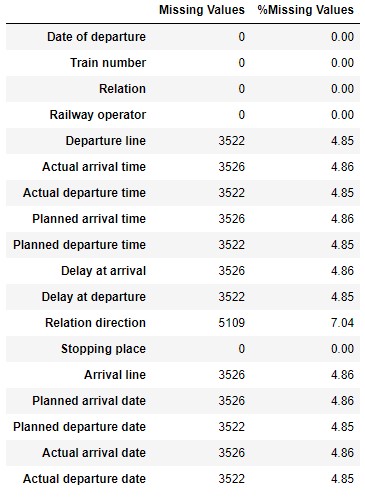 Missing Values %Missing Values
Date of departure 0 0.00
Train number 0 0.00
Relation 0 0.00
Railway operator 0 0.00
Departure line 3522 4.85
Actual arrival time 3526 4.86
Actual departure time 3522 4.85
Planned arrival time 3526 4.86
Planned departure time 3522 4.85
Delay at arrival 3526 4.86
Delay at departure 3522 4.85
Relation direction 5109 7.04
Stopping place 0 0.00
Arrival line 3526 4.86
Planned arrival date 3526 4.86
Planned departure date 3522 4.85
Actual arrival date 3526 4.86
Actual departure date 3522 4.85